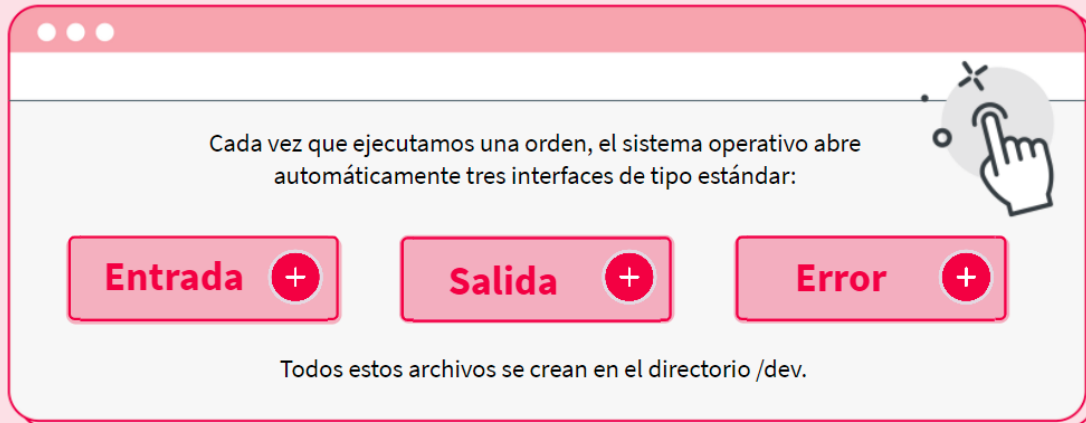 Cada vez que ejecutamos una orden, el sistema operativo abre
automáticamente tres interfaces de tipo estándar:
Entrada +
Salida +
Error +
Todos estos archivos se crean en el directorio /dev.